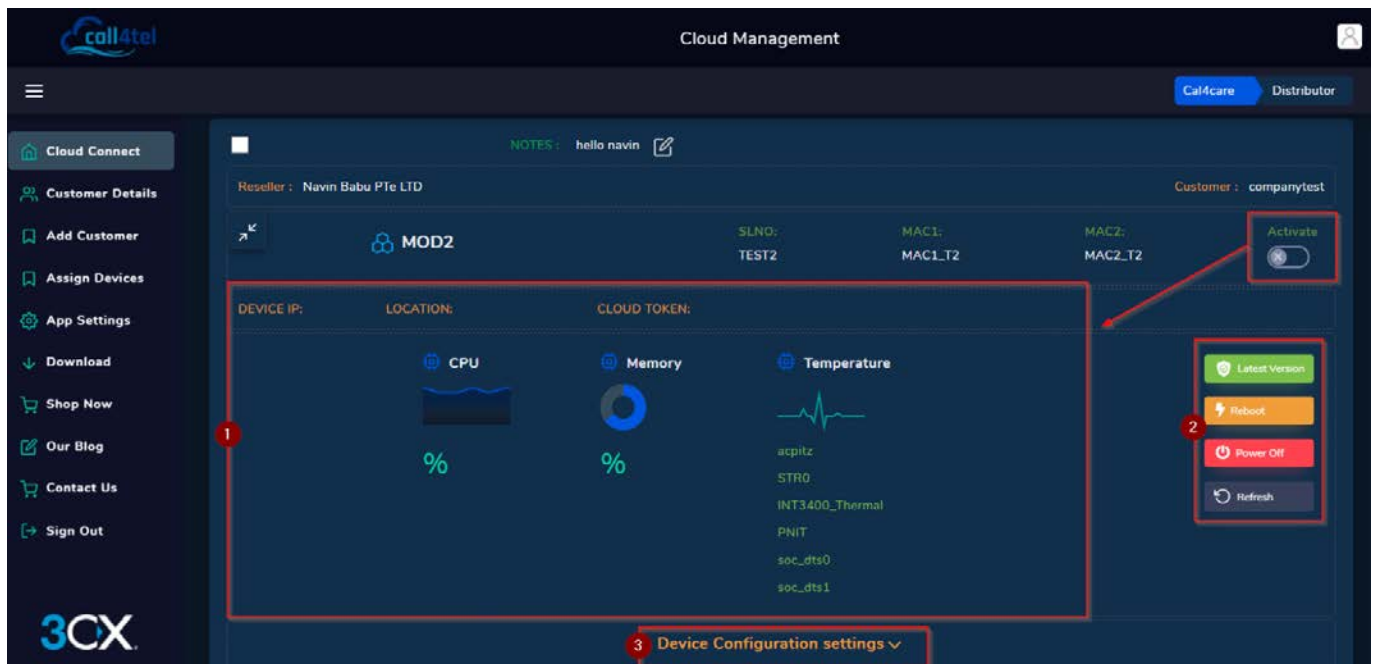 call4tel
Cloud Management
Cal4care Distributor
Cloud Connect
Customer Details
Add Customer
Assign Devices
App Settings
Download
Shop Now
Our Blog
Contact Us
Sign Out
3CX
NOTES : hello navin
Reseller : Navin Babu PTe LTD
Customer : companytest
MOD2
SLNO:
TEST2
MAC1:
MAC1_T2
MAC2:
MAC2_T2
Activate
DEVICE IP: LOCATION: CLOUD TOKEN:
1
CPU
%
Memory
%
Temperature
acpitz
STR0
INT3400_Thermal
PNIT
soc_dts0
soc_dts1
2
Latest Version
Reboot
Power Off
Refresh
3 Device Configuration settings